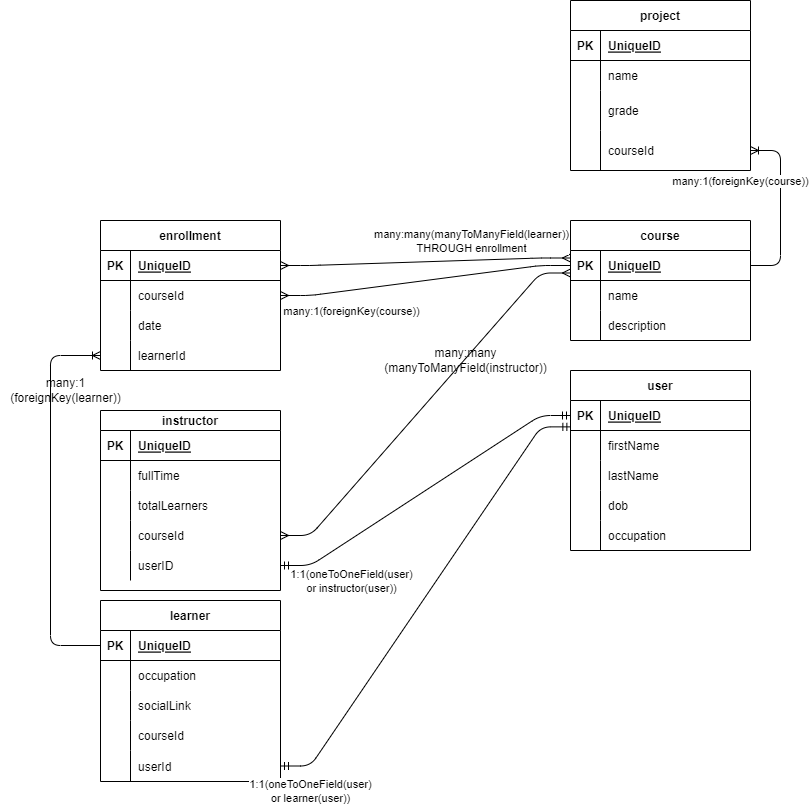 project
PK UniqueID
name
grade
courseId
many:1(foreignKey(course))
enrollment
PK UniqueID
courseId
date
learnerId
many:many(manyToManyField(learner))
THROUGH enrollment
many:1(foreignKey(course))
course
PK UniqueID
name
description
many:many
(manyToManyField(instructor))
many:1
(foreignKey(learner))
user
PK UniqueID
firstName
lastName
dob
occupation
instructor
PK UniqueID
fullTime
totalLearners
courseId
userID
1:1(oneToOneField(user)
or instructor(user))
learner
PK UniqueID
occupation
socialLink
courseId
userId
1:1(oneToOneField(user)
or learner(user))